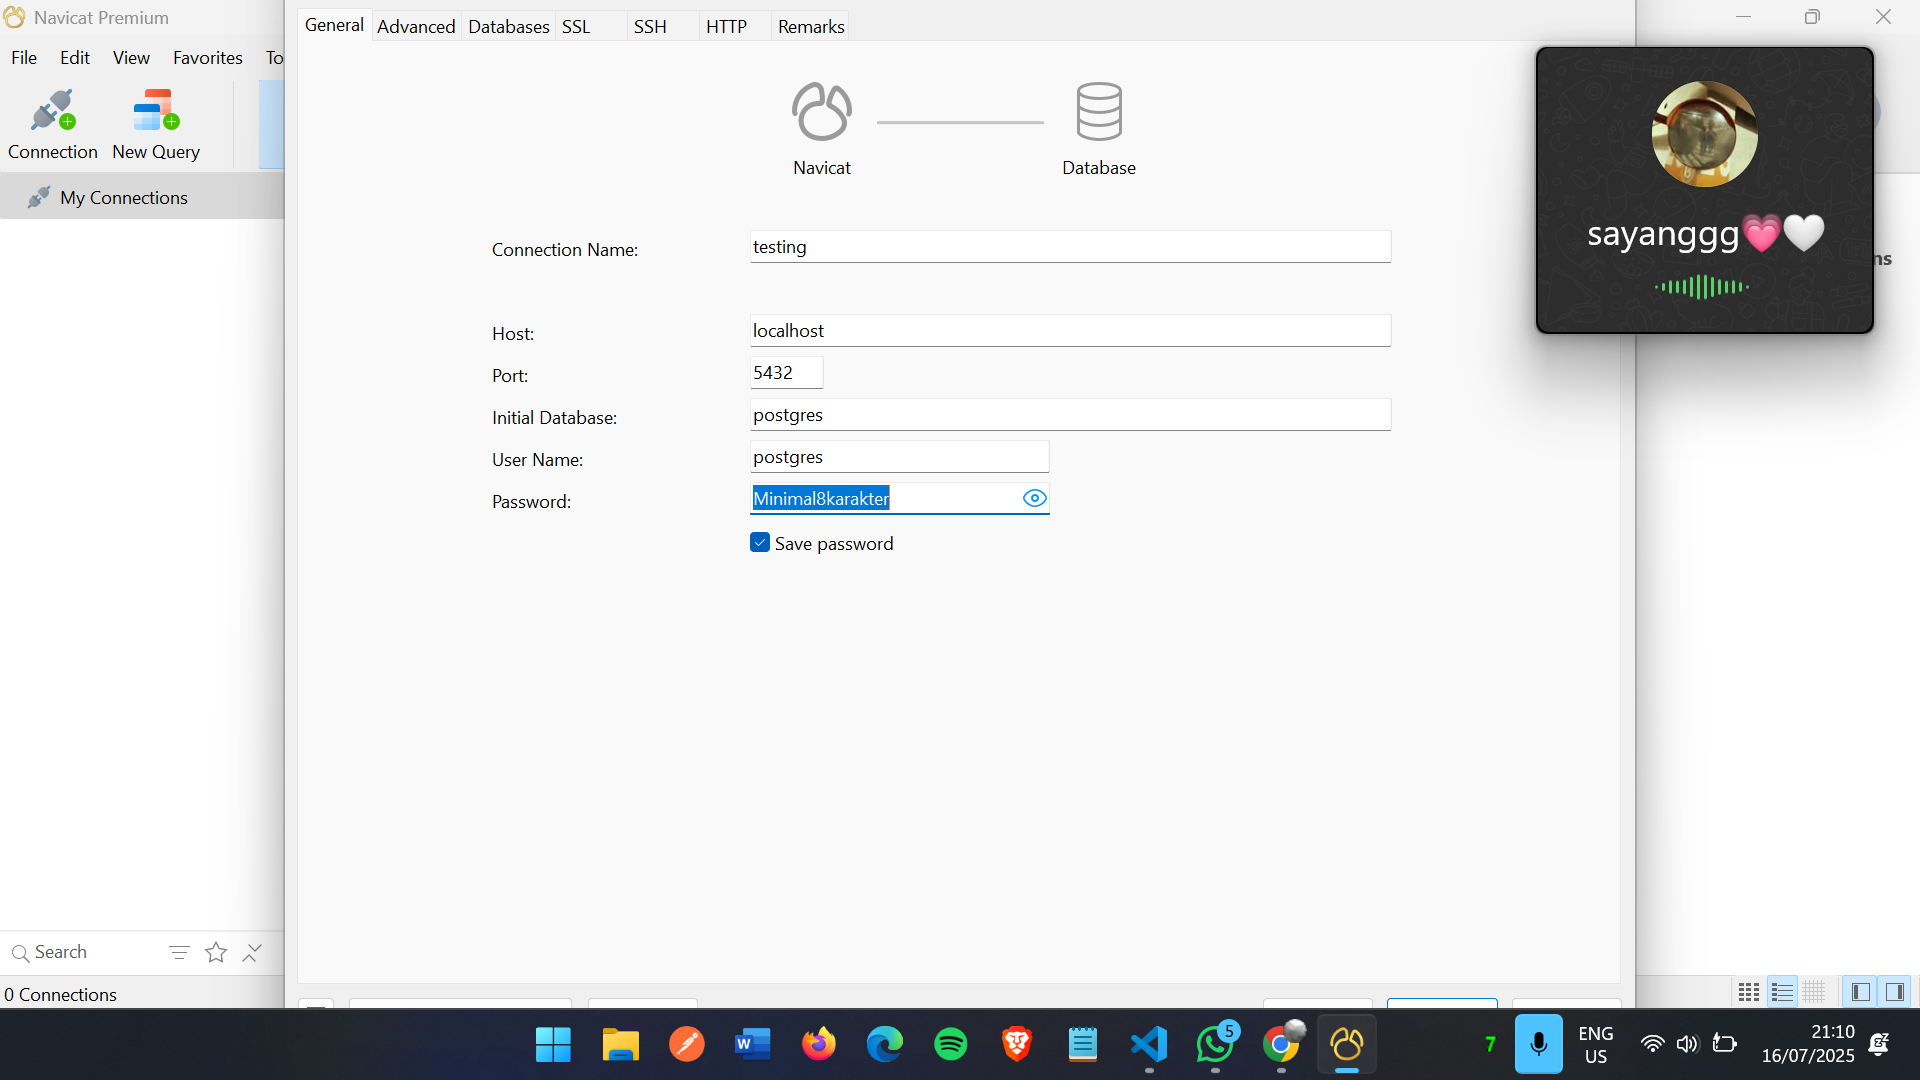 Navicat Premium
File Edit View Favorites To
Connection New Query
My Connections
General Advanced Databases SSL SSH HTTP Remarks
Navicat Database
Connection Name: testing
Host: localhost
Port: 5432
Initial Database: postgres
User Name: postgres
Password: Minimal8karakter
Save password
sayanggg💗🤍
ns
Search
0 Connections
5
7
ENG
US
21:10
16/07/2025